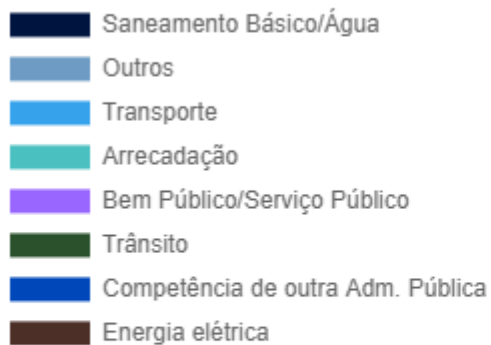 Saneamento Básico/Água
Outros
Transporte
Arrecadação
Bem Público/Serviço Público
Trânsito
Competência de outra Adm. Pública
Energia elétrica